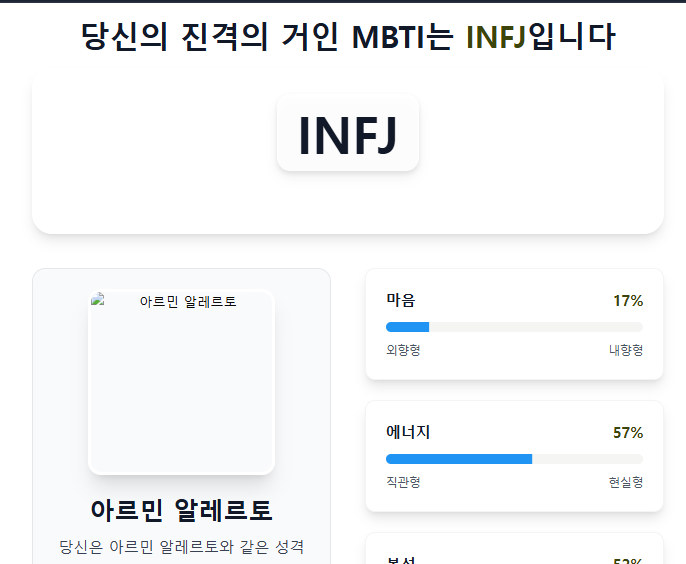 당신의 진격의 거인 MBTI는 INFJ입니다
INFJ
아르민 알레르토
아르민 알레르토
당신은 아르민 알레르토와 같은 성격
마음 17%
외향형 내향형
에너지 57%
직관형 현실형
본성 52%